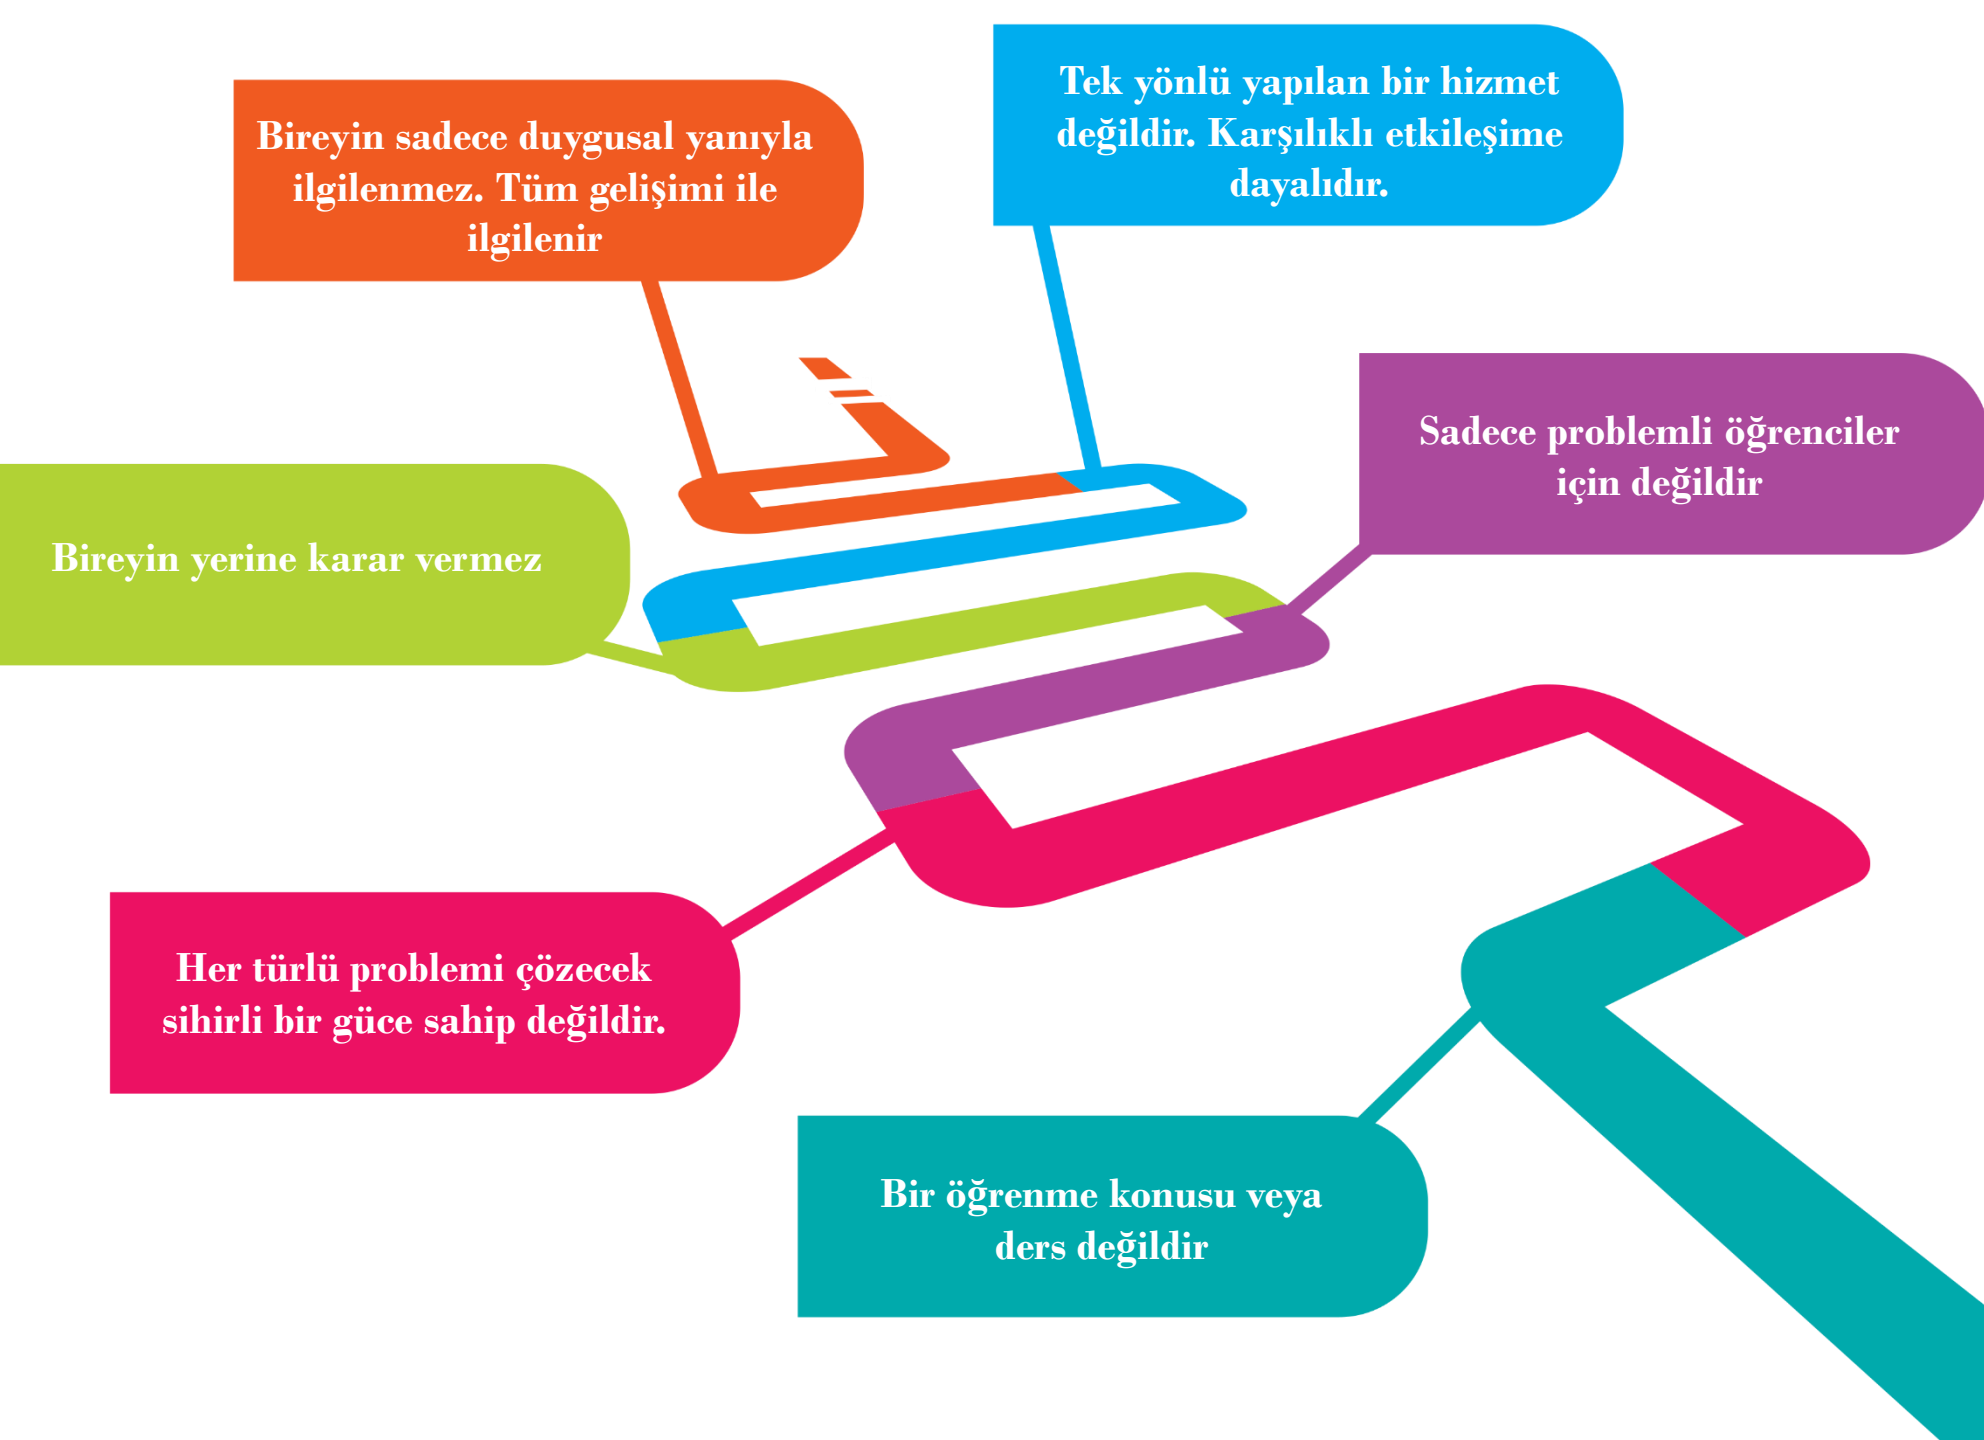 Bireyin sadece duygusal yanıyla
ilgilenmez. Tüm gelişimi ile
ilgilenir
Tek yönlü yapılan bir hizmet
değildir. Karşılıklı etkileşime
dayalıdır.
Sadece problemli öğrenciler
için değildir
Bireyin yerine karar vermez
Her türlü problemi çözecek
sihirli bir güce sahip değildir.
Bir öğrenme konusu veya
ders değildir